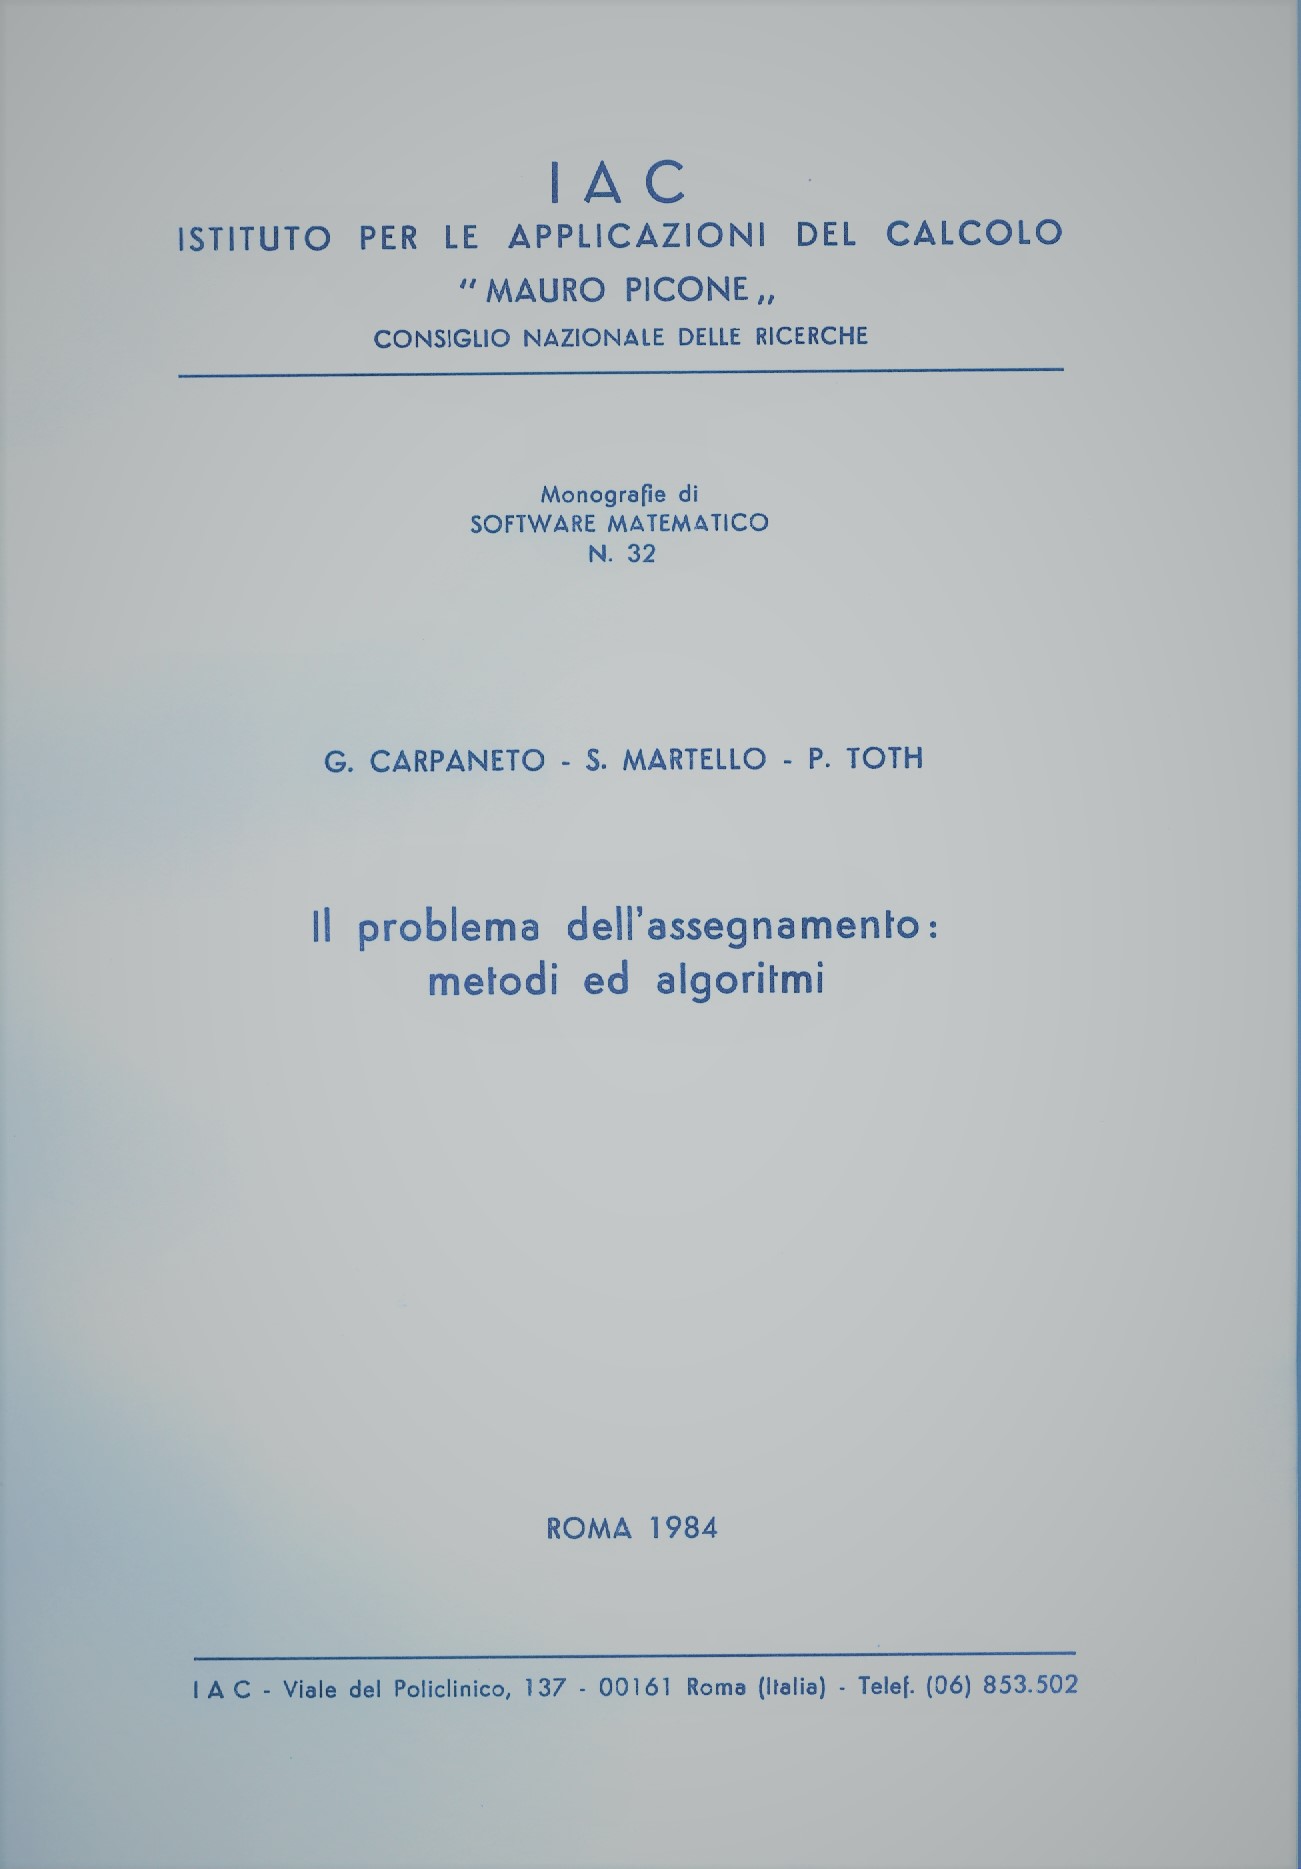 I A C
ISTITUTO PER LE APPLICAZIONI DEL CALCOLO
“ MAURO PICONE „
CONSIGLIO NAZIONALE DELLE RICERCHE
Monografie di
SOFTWARE MATEMATICO
N. 32
G. CARPANETO - S. MARTELLO - P. TOTH
Il problema dell'assegnamento:
metodi ed algoritmi
ROMA 1984
I A C - Viale del Policlinico, 137 - 00161 Roma (Italia) - Telef. (06) 853.502